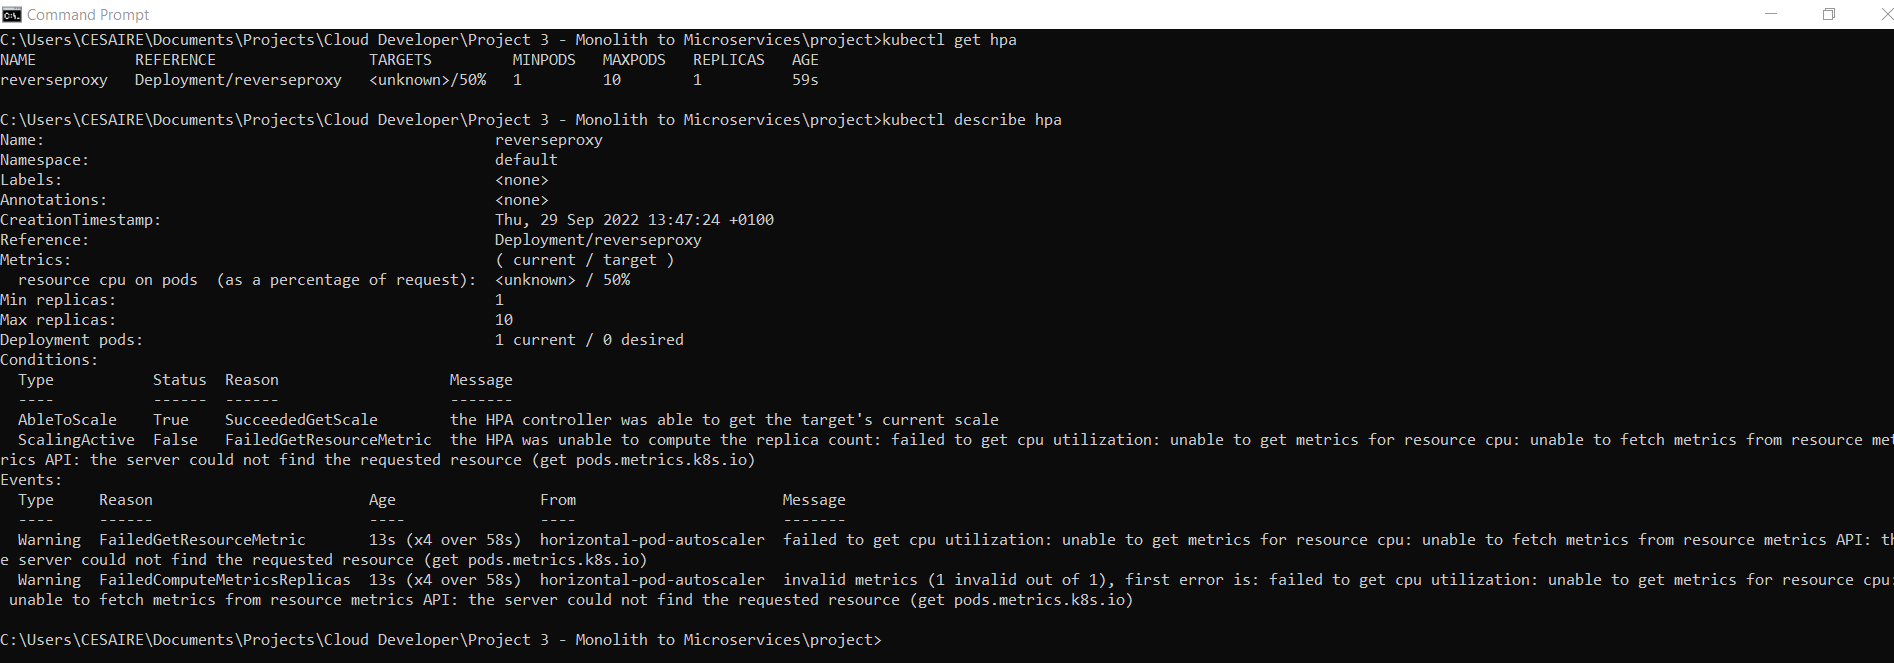 Command Prompt
C:\Users\CESAIRE\Documents\Projects\Cloud Developer\Project 3 - Monolith to Microservices\project>kubectl get hpa
NAME           REFERENCE                 TARGETS         MINPODS   MAXPODS   REPLICAS   AGE
reverseproxy   Deployment/reverseproxy   <unknown>/50%   1         10        1          59s
C:\Users\CESAIRE\Documents\Projects\Cloud Developer\Project 3 - Monolith to Microservices\project>kubectl describe hpa
Name:                                                  reverseproxy
Namespace:                                             default
Labels:                                                <none>
Annotations:                                           <none>
CreationTimestamp:                                     Thu, 29 Sep 2022 13:47:24 +0100
Reference:                                             Deployment/reverseproxy
Metrics:                                               ( current / target )
  resource cpu on pods  (as a percentage of request):  <unknown> / 50%
Min replicas:                                          1
Max replicas:                                          10
Deployment pods:                                       1 current / 0 desired
Conditions:
  Type           Status  Reason                   Message
  ----           ------  ------                   -------
  AbleToScale    True    SucceededGetScale        the HPA controller was able to get the target's current scale
  ScalingActive  False   FailedGetResourceMetric  the HPA was unable to compute the replica count: failed to get cpu utilization: unable to get metrics for resource cpu: unable to fetch metrics from resource met
rics API: the server could not find the requested resource (get pods.metrics.k8s.io)
Events:
  Type     Reason                        Age                From                       Message
  ----     ------                        ----               ----                       -------
  Warning  FailedGetResourceMetric       13s (x4 over 58s)  horizontal-pod-autoscaler  failed to get cpu utilization: unable to get metrics for resource cpu: unable to fetch metrics from resource metrics API: th
e server could not find the requested resource (get pods.metrics.k8s.io)
  Warning  FailedComputeMetricsReplicas  13s (x4 over 58s)  horizontal-pod-autoscaler  invalid metrics (1 invalid out of 1), first error is: failed to get cpu utilization: unable to get metrics for resource cpu:
 unable to fetch metrics from resource metrics API: the server could not find the requested resource (get pods.metrics.k8s.io)
C:\Users\CESAIRE\Documents\Projects\Cloud Developer\Project 3 - Monolith to Microservices\project>